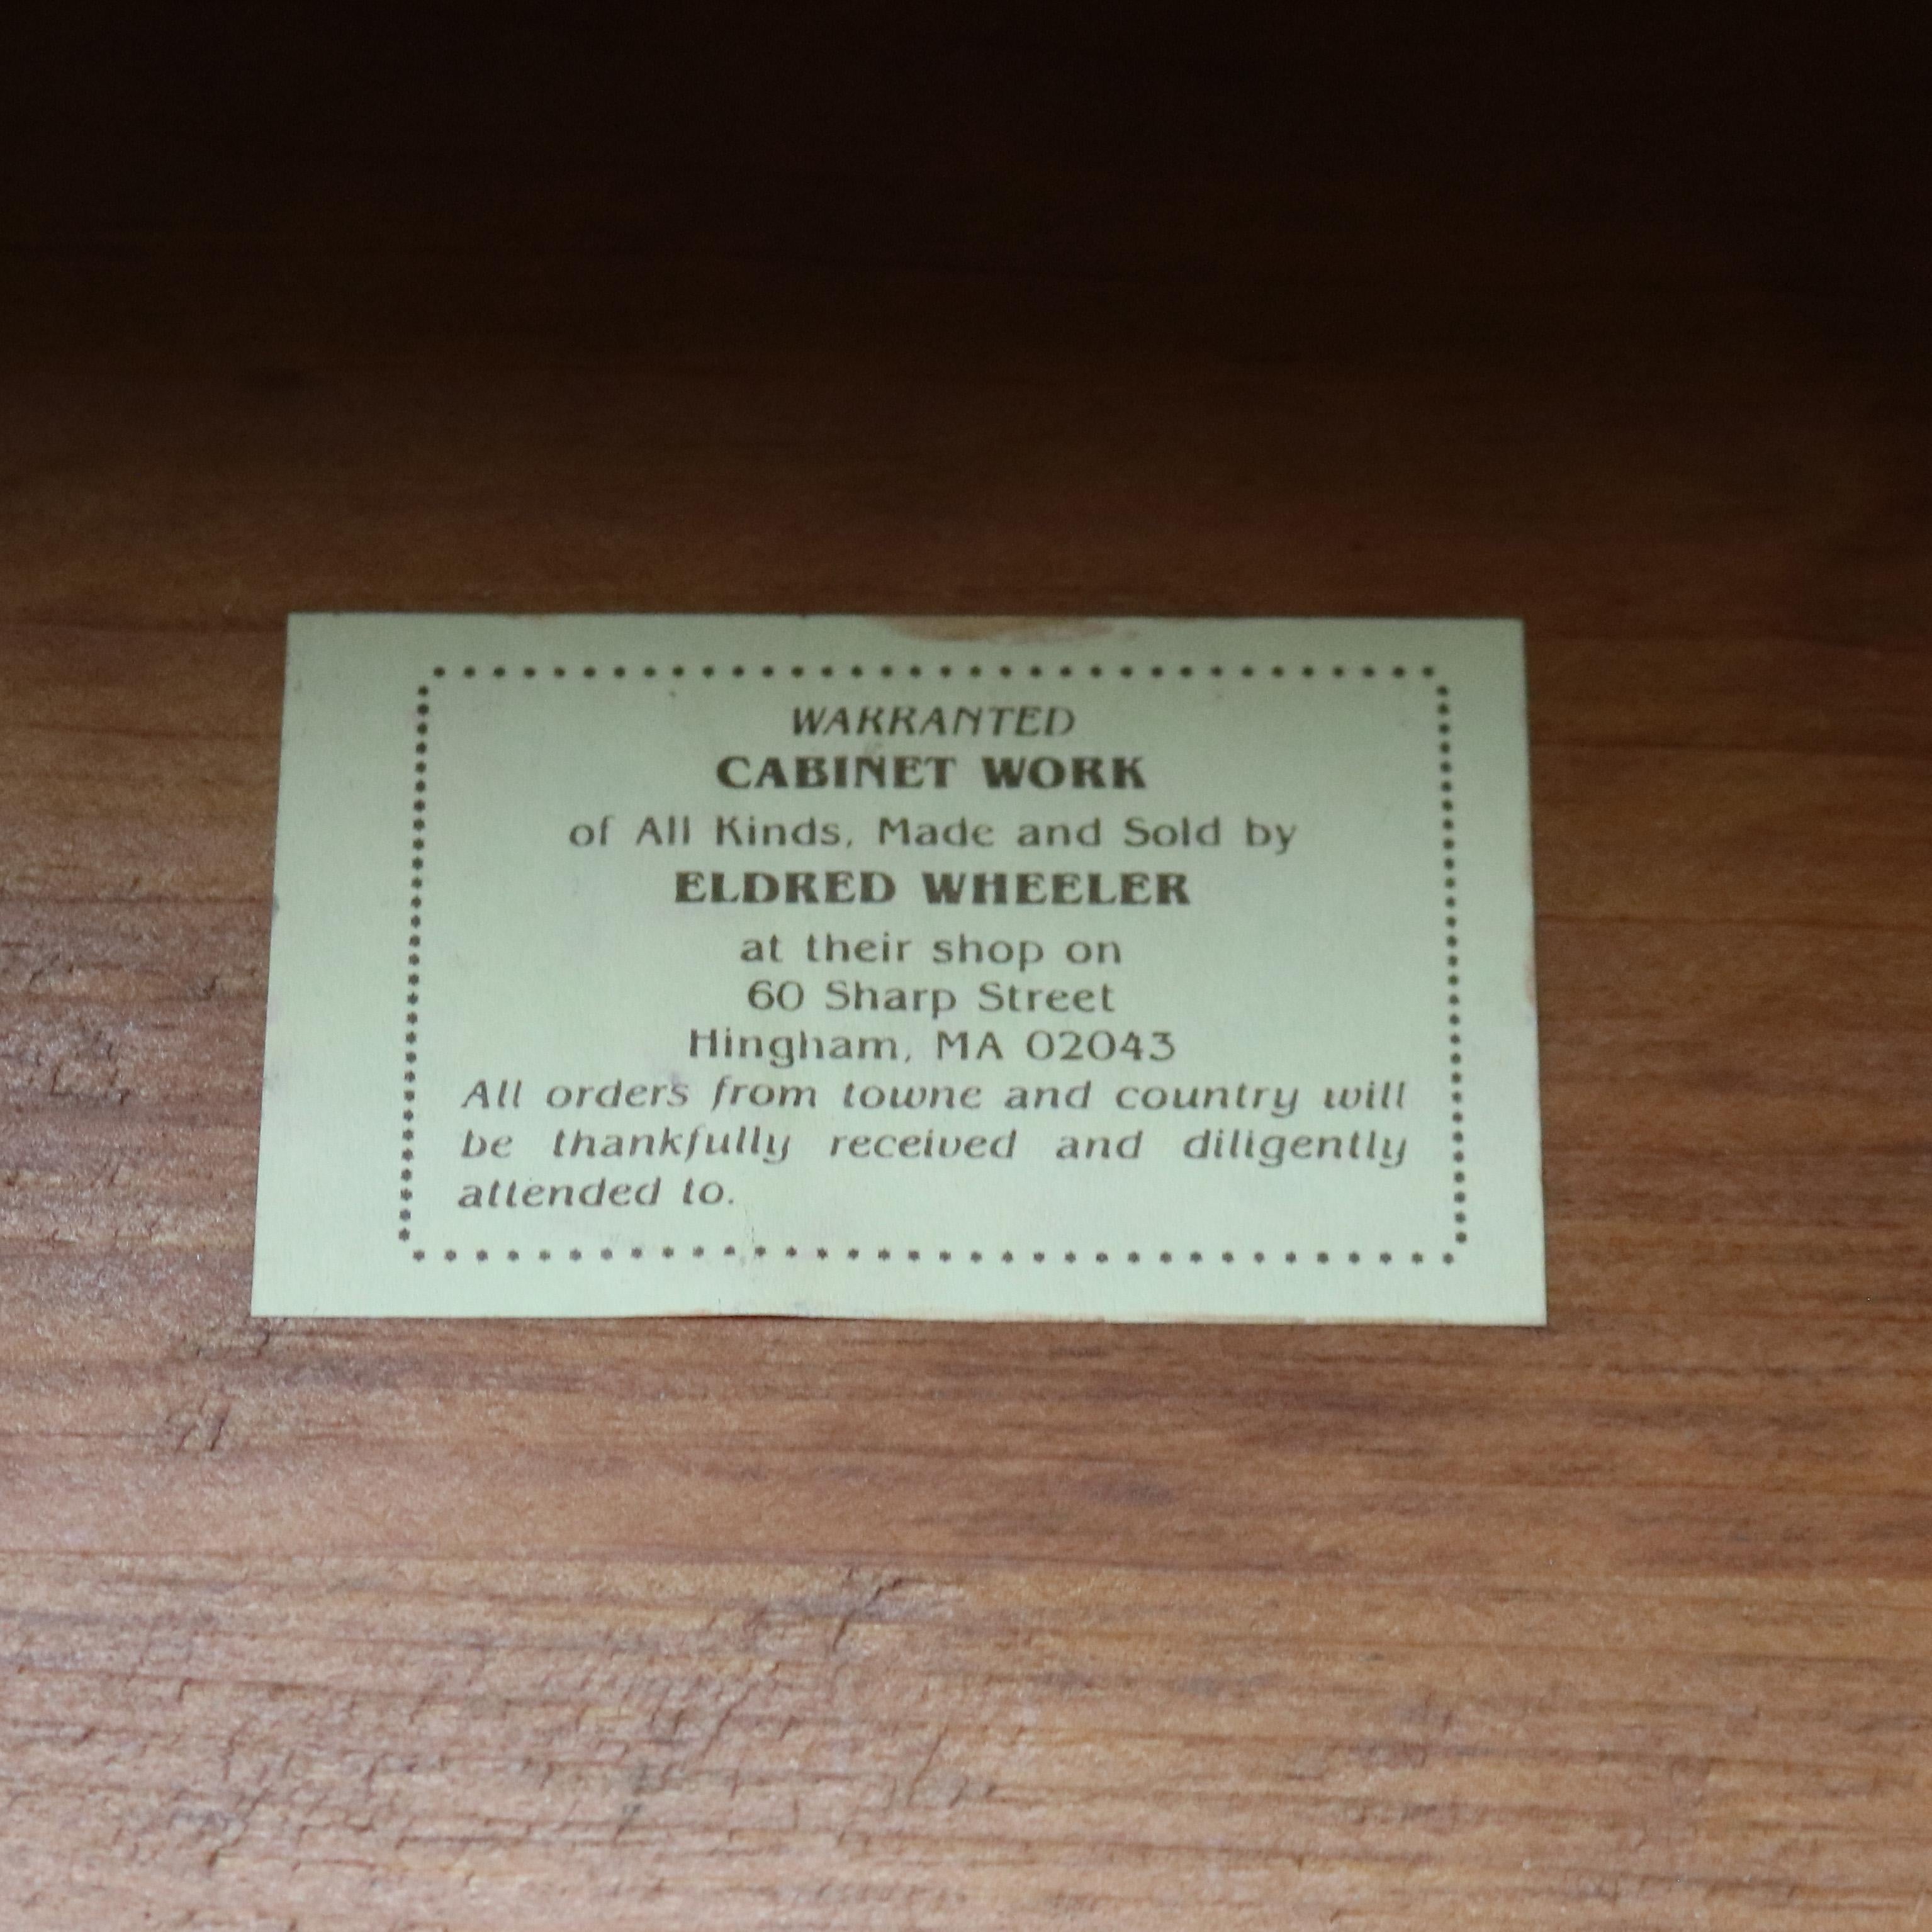 WARRANTED
CABINET WORK
of All Kinds, Made and Sold by
ELDRED WHEELER
at their shop on
60 Sharp Street
Hingham, MA 02043
All orders from towne and country will
be thankfully received and diligently
attended to.